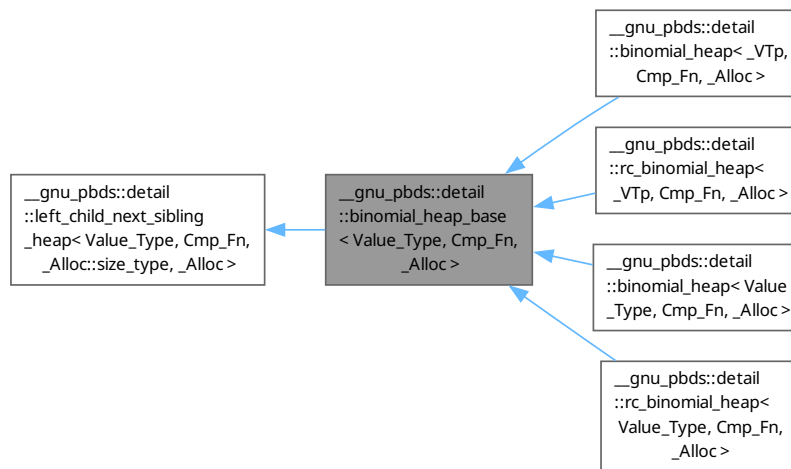 __gnu_pbds::detail
::left_child_next_sibling
_heap< Value_Type, Cmp_Fn,
_Alloc::size_type, _Alloc >
__gnu_pbds::detail
::binomial_heap_base
< Value_Type, Cmp_Fn,
_Alloc >
__gnu_pbds::detail
::binomial_heap< _VTp,
Cmp_Fn, _Alloc >
__gnu_pbds::detail
::rc_binomial_heap<
_VTp, Cmp_Fn, _Alloc >
__gnu_pbds::detail
::binomial_heap< Value
_Type, Cmp_Fn, _Alloc >
__gnu_pbds::detail
::rc_binomial_heap<
Value_Type, Cmp_Fn,
_Alloc >